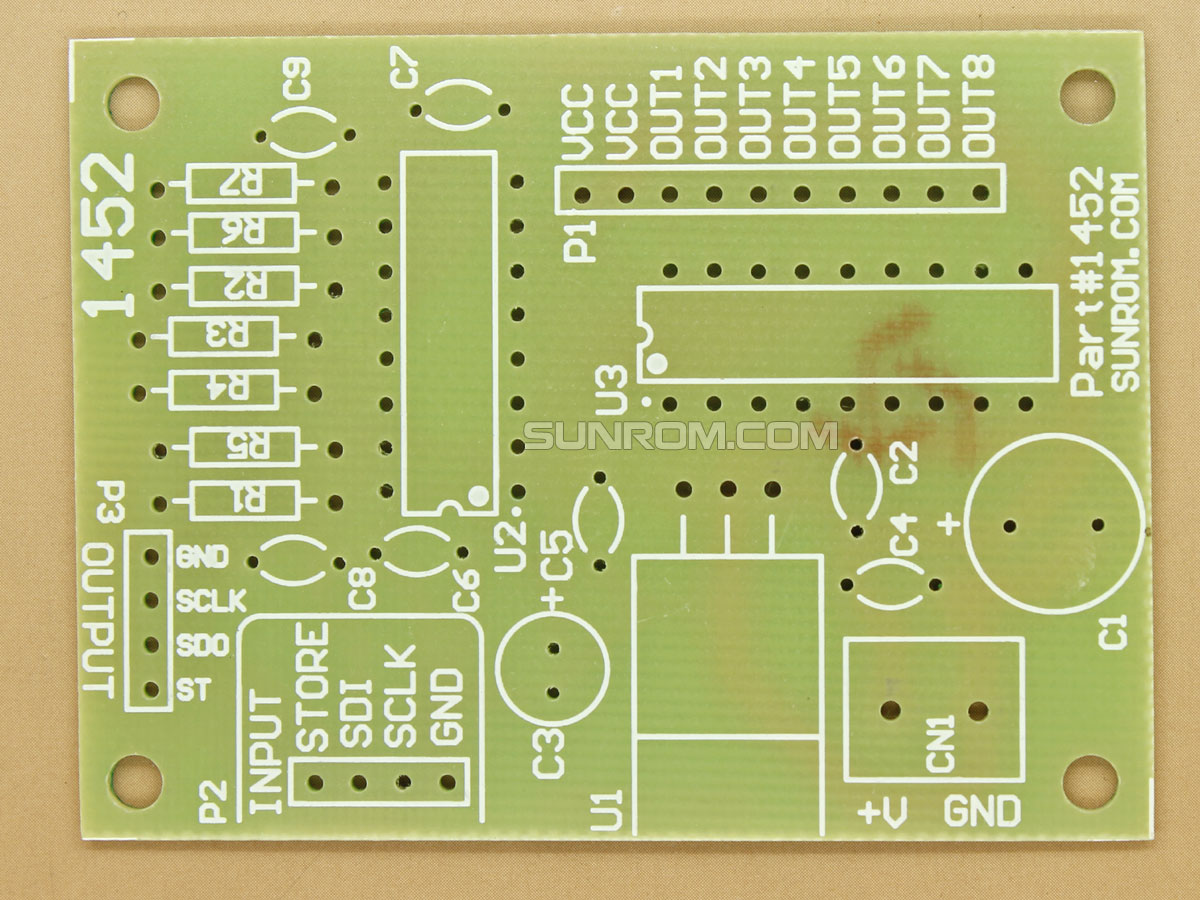 C9
C7
VCC
VCC
OUT1
OUT2
OUT3
OUT4
OUT5
OUT6
OUT7
OUT8
1452
R7
R6
R2
R3
R4
R5
R1
P1
Part#1452
SUNROM.COM
U3
SUNROM.COM
U2
C5
+
C2
C4
+
C1
P3
OUTPUT
GND
SCLK
SDO
ST
C8
C6
P2
INPUT
STORE
SDI
SCLK
GND
C3
U1
CN1
+V GND